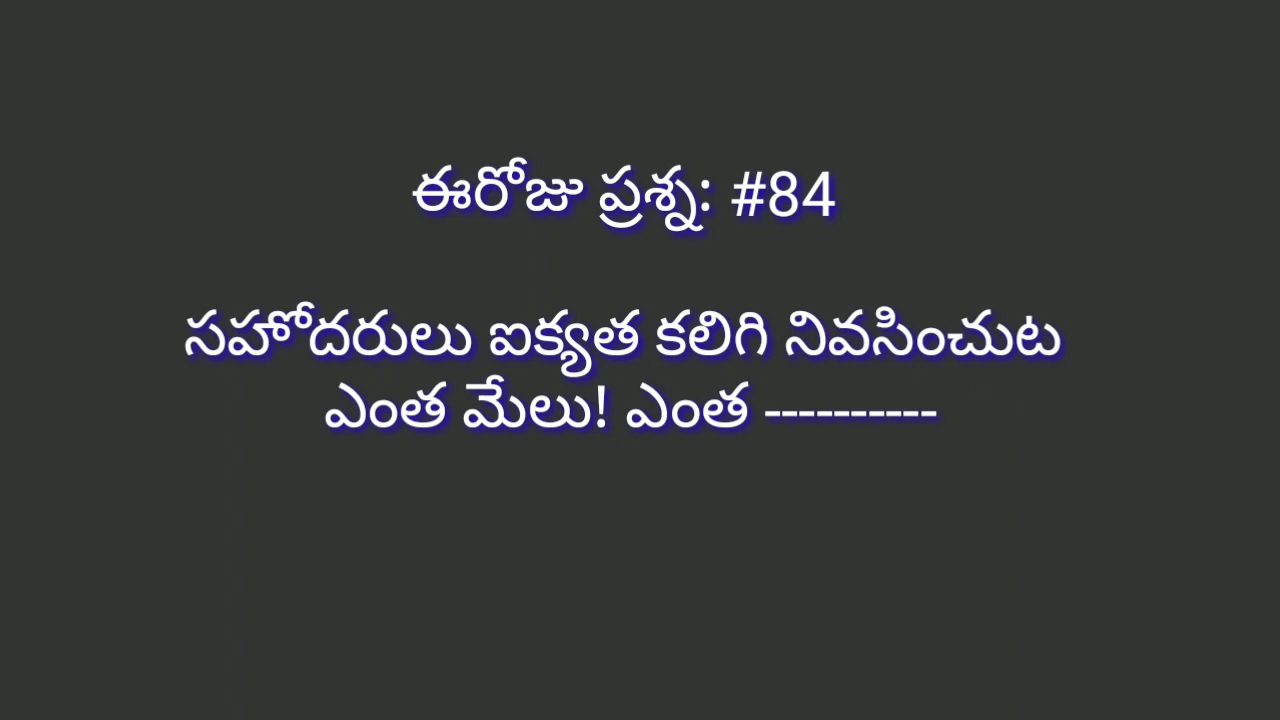 ఈరోజు ప్రశ్న: #84
సహోదరులు ఐక్యత కలిగి నివసించుట
ఎంత మేలు! ఎంత ----------